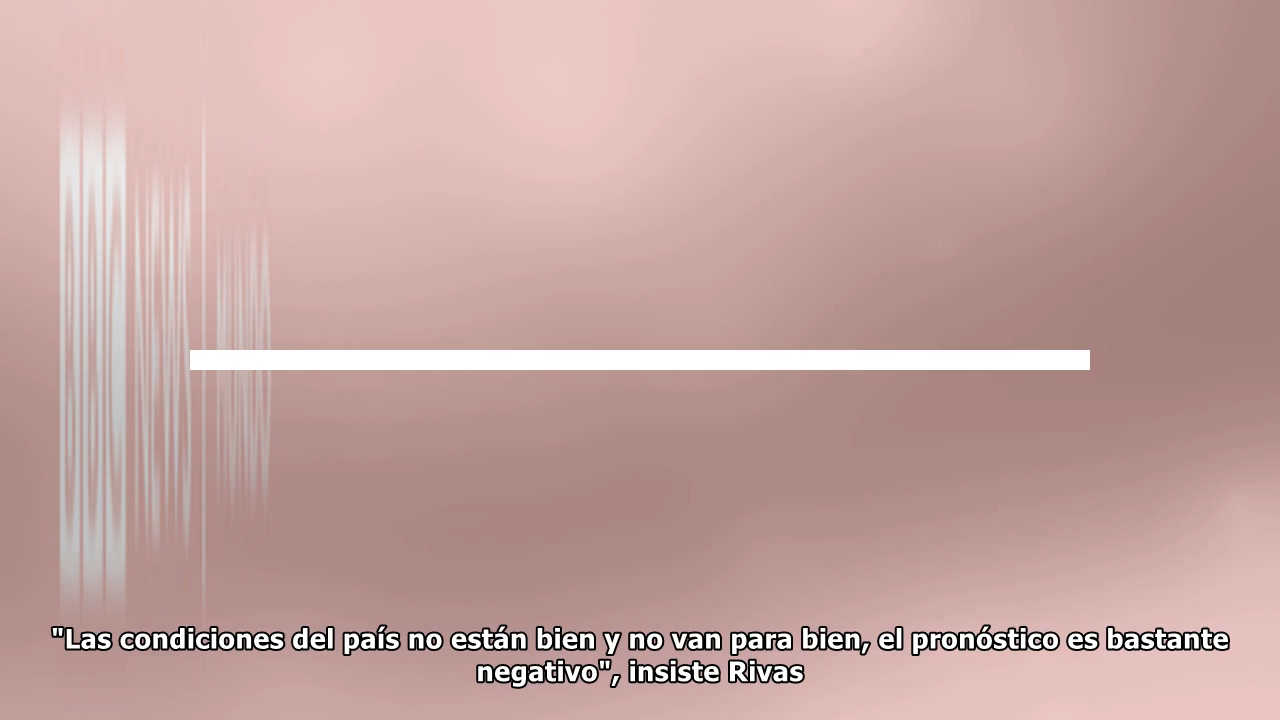 "Las condiciones del país no están bien y no van para bien, el pronóstico es bastante
negativo", insiste Rivas